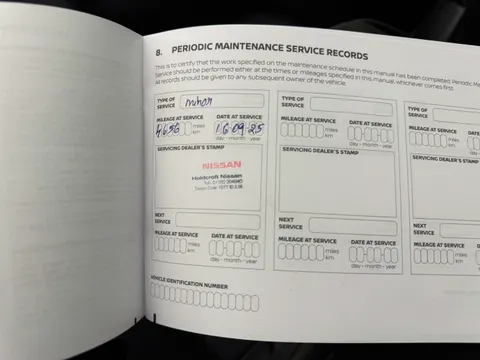 8. PERIODIC MAINTENANCE SERVICE RECORDS
This is to certify that the work specified on the maintenance schedule in this manual has been completed. Periodic
Service should be performed either at the times or mileages specified in this manual, whichever comes first.
All records should be given to any subsequent owner of the vehicle.
TYPE OF SERVICE minor
MILEAGE AT SERVICE DATE AT SERVICE
4656 miles km 16 09 25
day – month – year
SERVICING DEALER'S STAMP
NISSAN
Holdcroft Nissan
NEXT SERVICE
MILEAGE AT SERVICE DATE AT SERVICE
miles km
day – month – year
VEHICLE IDENTIFICATION NUMBER
TYPE OF SERVICE
MILEAGE AT SERVICE DATE AT SERVICE
miles km
day – month – year
SERVICING DEALER'S STAMP
NEXT SERVICE
MILEAGE AT SERVICE DATE AT SERVICE
miles km
day – month – year
TYPE OF SERVICE
MILEAGE AT SERVICE
miles km
SERVICING DEALER'S STAMP
NEXT SERVICE
MILEAGE AT SERVICE
miles km